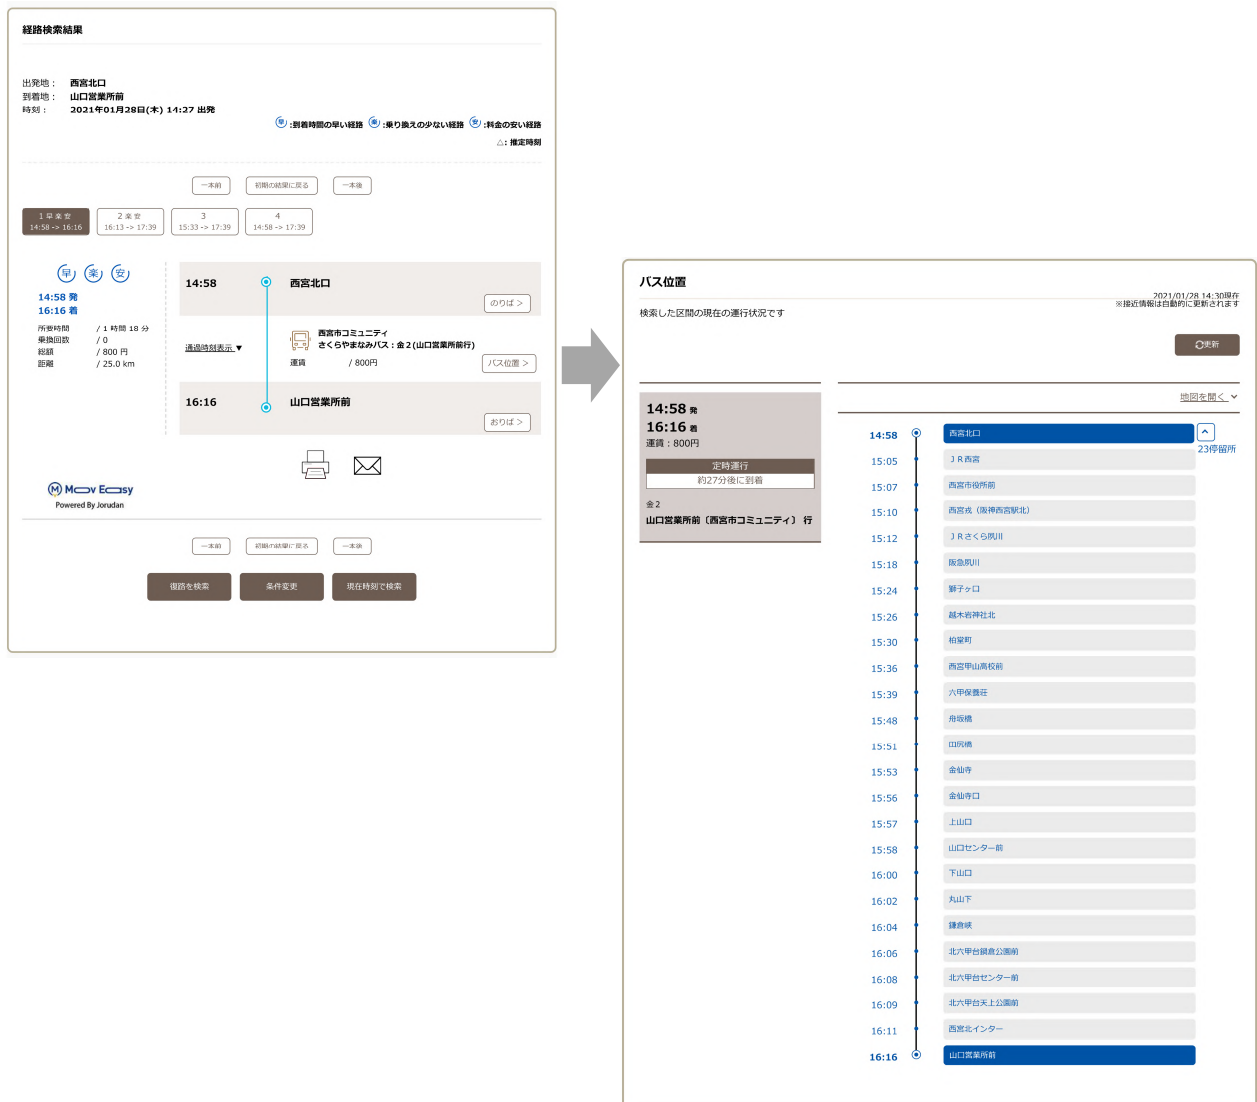 経路検索結果
出発地： 西宮北口
到着地： 山口営業所前
時刻： 2021年01月28日(木) 14:27 出発
早 :到着時間の早い経路 楽 :乗り換えの少ない経路 安 :料金の安い経路
△: 推定時刻
一本前 初期の結果に戻る 一本後
1 早 楽 安
14:58 -> 16:16
2 楽 安
16:13 -> 17:39
3
15:33 -> 17:39
4
14:58 -> 17:39
早 楽 安
14:58 発
16:16 着
所要時間 / 1 時間 18 分
乗換回数 / 0
総額 / 800 円
距離 / 25.0 km
14:58 西宮北口
のりば >
通過時刻表示 ▼
西宮市コミュニティ
さくらやまなみバス：金２(山口営業所前行)
運賃 / 800円
バス位置 >
16:16 山口営業所前
おりば >
M Moov Easy
Powered By Jorudan
一本前 初期の結果に戻る 一本後
復路を検索 条件変更 現在時刻で検索
バス位置
2021/01/28 14:30現在
※接近情報は自動的に更新されます
検索した区間の現在の運行状況です
更新
14:58 発
16:16 着
運賃：800円
定時運行
約27分後に到着
金２
山口営業所前〔西宮市コミュニティ〕 行
地図を開く
14:58 西宮北口
23停留所
15:05 ＪＲ西宮
15:07 西宮市役所前
15:10 西宮戎（阪神西宮駅北）
15:12 ＪＲさくら夙川
15:18 阪急夙川
15:24 獅子ヶ口
15:26 越木岩神社北
15:30 柏堂町
15:36 西宮甲山高校前
15:39 六甲保養荘
15:48 舟坂橋
15:51 田尻橋
15:53 金仙寺
15:56 金仙寺口
15:57 上山口
15:58 山口センター前
16:00 下山口
16:02 丸山下
16:04 鎌倉峡
16:06 北六甲台鍋倉公園前
16:08 北六甲台センター前
16:09 北六甲台天上公園前
16:11 西宮北インター
16:16 山口営業所前